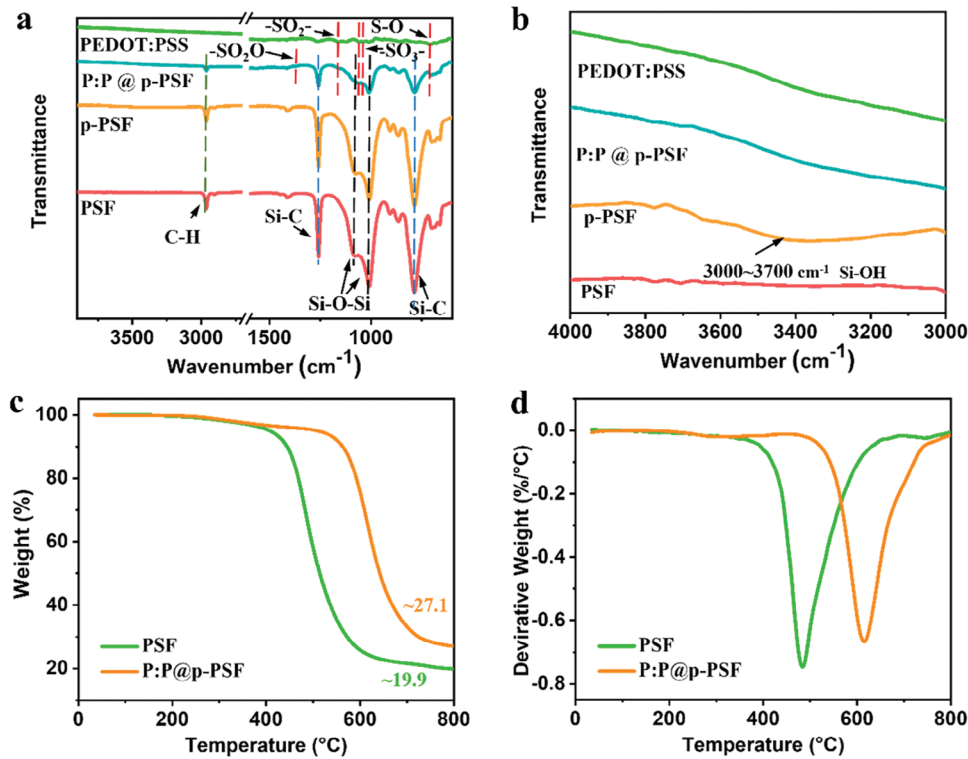 a
-SO2-
S-O
PEDOT:PSS
-SO2O
-SO3-
P:P @ p-PSF
p-PSF
PSF
C-H
Si-C
Si-O-Si
Si-C
Transmittance
3500 3000 2500 1500 1000
Wavenumber (cm-1)
b
PEDOT:PSS
P:P @ p-PSF
p-PSF
3000~3700 cm-1 Si-OH
PSF
Transmittance
4000 3800 3600 3400 3200 3000
Wavenumber (cm-1)
c
100
80
60
40
20
Weight (%)
~27.1
PSF
P:P@p-PSF
~19.9
0 200 400 600 800
Temperature (°C)
d
0.0
-0.2
-0.4
-0.6
-0.8
Devirative Weight (%/°C)
PSF
P:P@p-PSF
0 200 400 600 800
Temperature (°C)